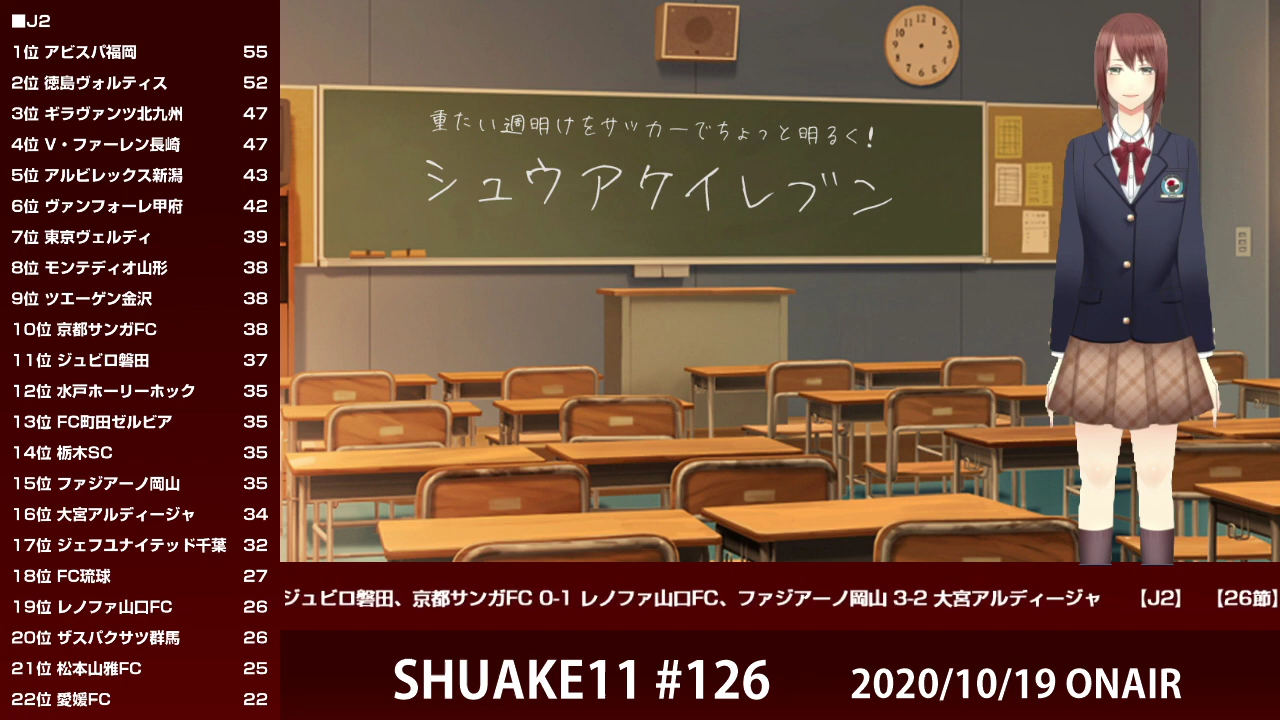 ■J2
1位 アビスパ福岡 55
2位 徳島ヴォルティス 52
3位 ギラヴァンツ北九州 47
4位 V・ファーレン長崎 47
5位 アルビレックス新潟 43
6位 ヴァンフォーレ甲府 42
7位 東京ヴェルディ 39
8位 モンテディオ山形 38
9位 ツエーゲン金沢 38
10位 京都サンガFC 38
11位 ジュビロ磐田 37
12位 水戸ホーリーホック 35
13位 FC町田ゼルビア 35
14位 栃木SC 35
15位 ファジアーノ岡山 35
16位 大宮アルディージャ 34
17位 ジェフユナイテッド千葉 32
18位 FC琉球 27
19位 レノファ山口FC 26
20位 ザスパクサツ群馬 26
21位 松本山雅FC 25
22位 愛媛FC 22
重たい週明けをサッカーでちょっと明るく!
シュウアケイレブン
12 1 2 3 4 5 6 7 8 9 10 11
ジュビロ磐田、京都サンガFC 0-1 レノファ山口FC、ファジアーノ岡山 3-2 大宮アルディージャ 【J2】 【26節】
SHUAKE11 #126 2020/10/19 ONAIR